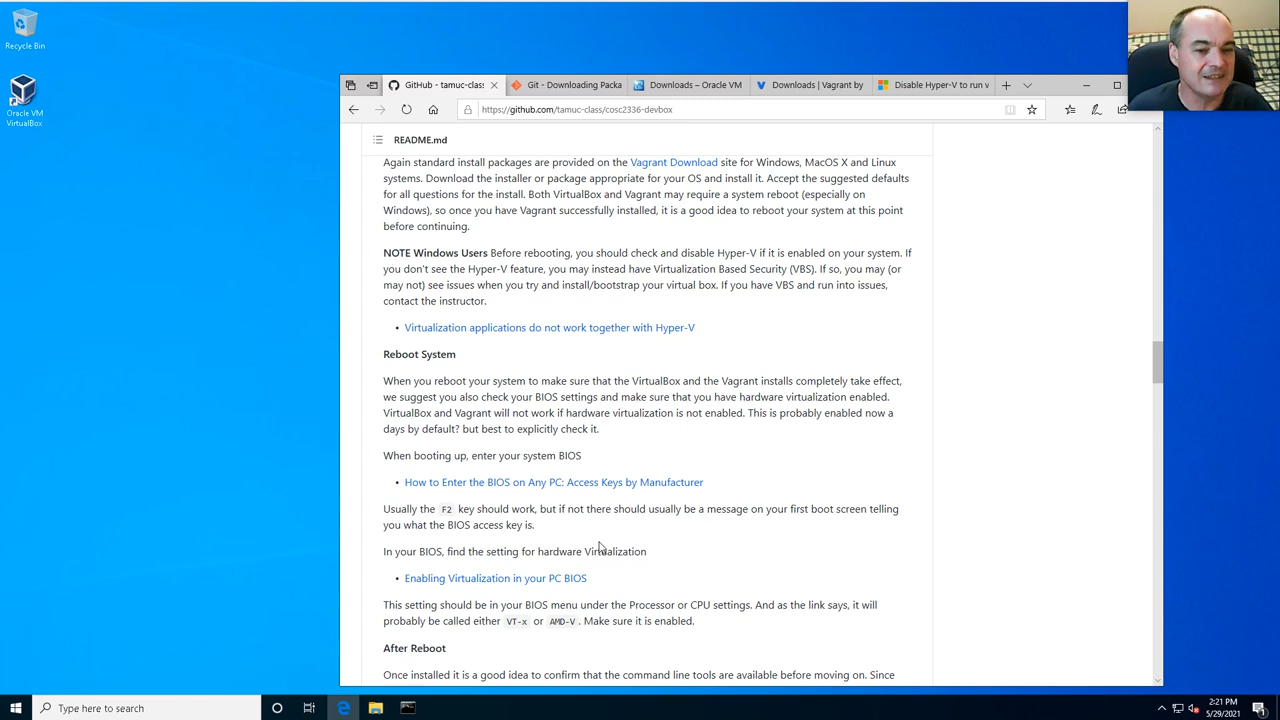 Recycle Bin
Oracle VM
VirtualBox
GitHub - tamuc-class
Git - Downloading Packa
Downloads – Oracle VM
Downloads | Vagrant by
Disable Hyper-V to run v
https://github.com/tamuc-class/cosc2336-devbox
README.md
Again standard install packages are provided on the Vagrant Download site for Windows, MacOS X and Linux
systems. Download the installer or package appropriate for your OS and install it. Accept the suggested defaults
for all questions for the install. Both VirtualBox and Vagrant may require a system reboot (especially on
Windows), so once you have Vagrant successfully installed, it is a good idea to reboot your system at this point
before continuing.
NOTE Windows Users Before rebooting, you should check and disable Hyper-V if it is enabled on your system. If
you don't see the Hyper-V feature, you may instead have Virtualization Based Security (VBS). If so, you may (or
may not) see issues when you try and install/bootstrap your virtual box. If you have VBS and run into issues,
contact the instructor.
• Virtualization applications do not work together with Hyper-V
Reboot System
When you reboot your system to make sure that the VirtualBox and the Vagrant installs completely take effect,
we suggest you also check your BIOS settings and make sure that you have hardware virtualization enabled.
VirtualBox and Vagrant will not work if hardware virtualization is not enabled. This is probably enabled now a
days by default? but best to explicitly check it.
When booting up, enter your system BIOS
• How to Enter the BIOS on Any PC: Access Keys by Manufacturer
Usually the F2 key should work, but if not there should usually be a message on your first boot screen telling
you what the BIOS access key is.
In your BIOS, find the setting for hardware Virtualization
• Enabling Virtualization in your PC BIOS
This setting should be in your BIOS menu under the Processor or CPU settings. And as the link says, it will
probably be called either VT-x or AMD-V. Make sure it is enabled.
After Reboot
Once installed it is a good idea to confirm that the command line tools are available before moving on. Since
Type here to search
2:21 PM
5/29/2021